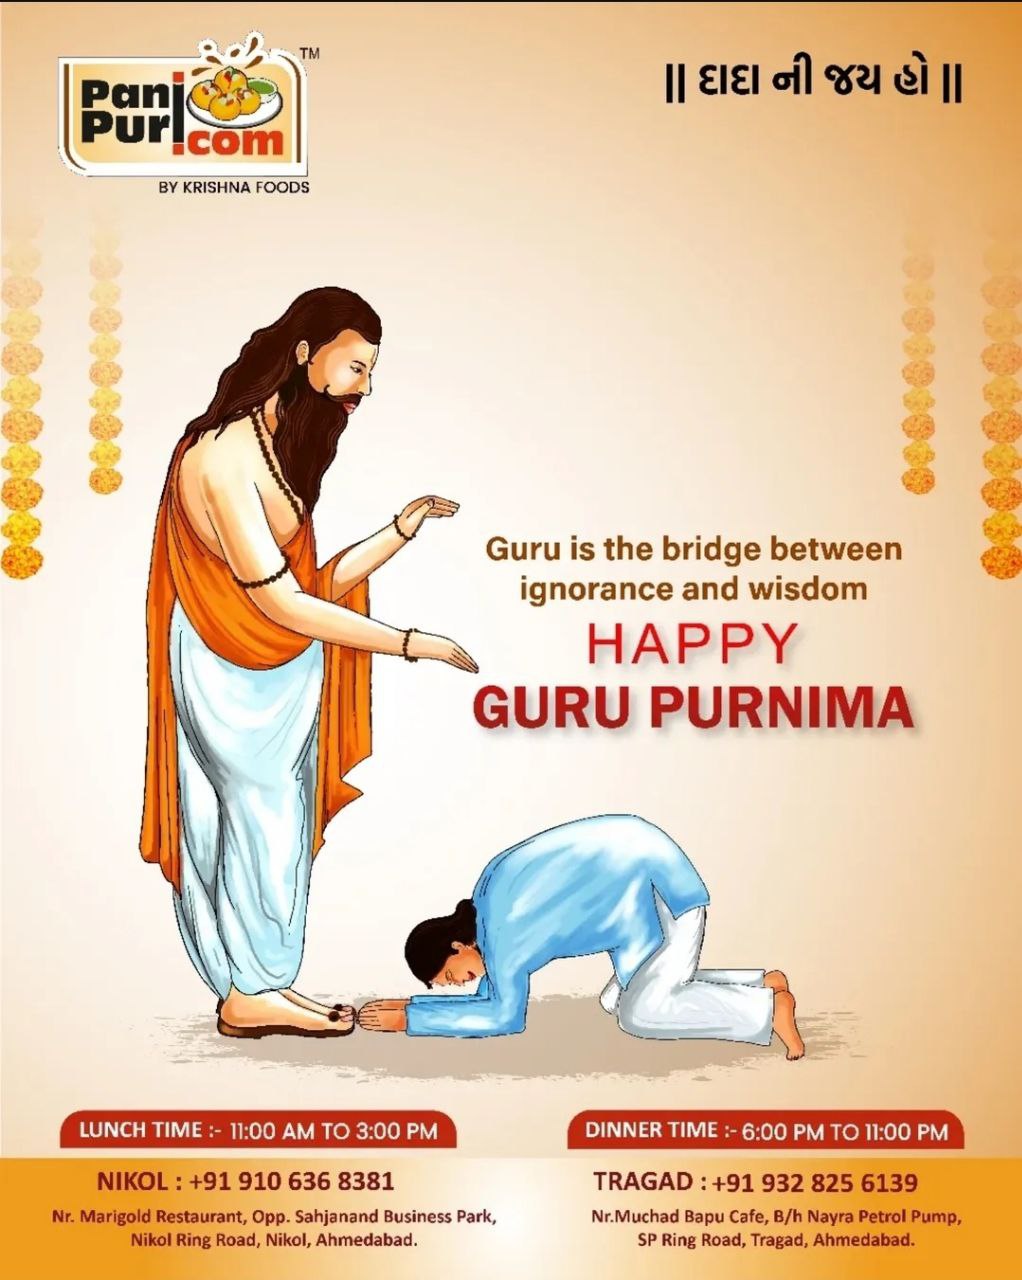 Pani
Puri.com
TM
BY KRISHNA FOODS
|| દાદા ની જય હો ||
Guru is the bridge between
ignorance and wisdom
HAPPY
GURU PURNIMA
LUNCH TIME :- 11:00 AM TO 3:00 PM
DINNER TIME :- 6:00 PM TO 11:00 PM
NIKOL : +91 910 636 8381
Nr. Marigold Restaurant, Opp. Sahjanand Business Park,
Nikol Ring Road, Nikol, Ahmedabad.
TRAGAD : +91 932 825 6139
Nr.Muchad Bapu Cafe, B/h Nayra Petrol Pump,
SP Ring Road, Tragad, Ahmedabad.